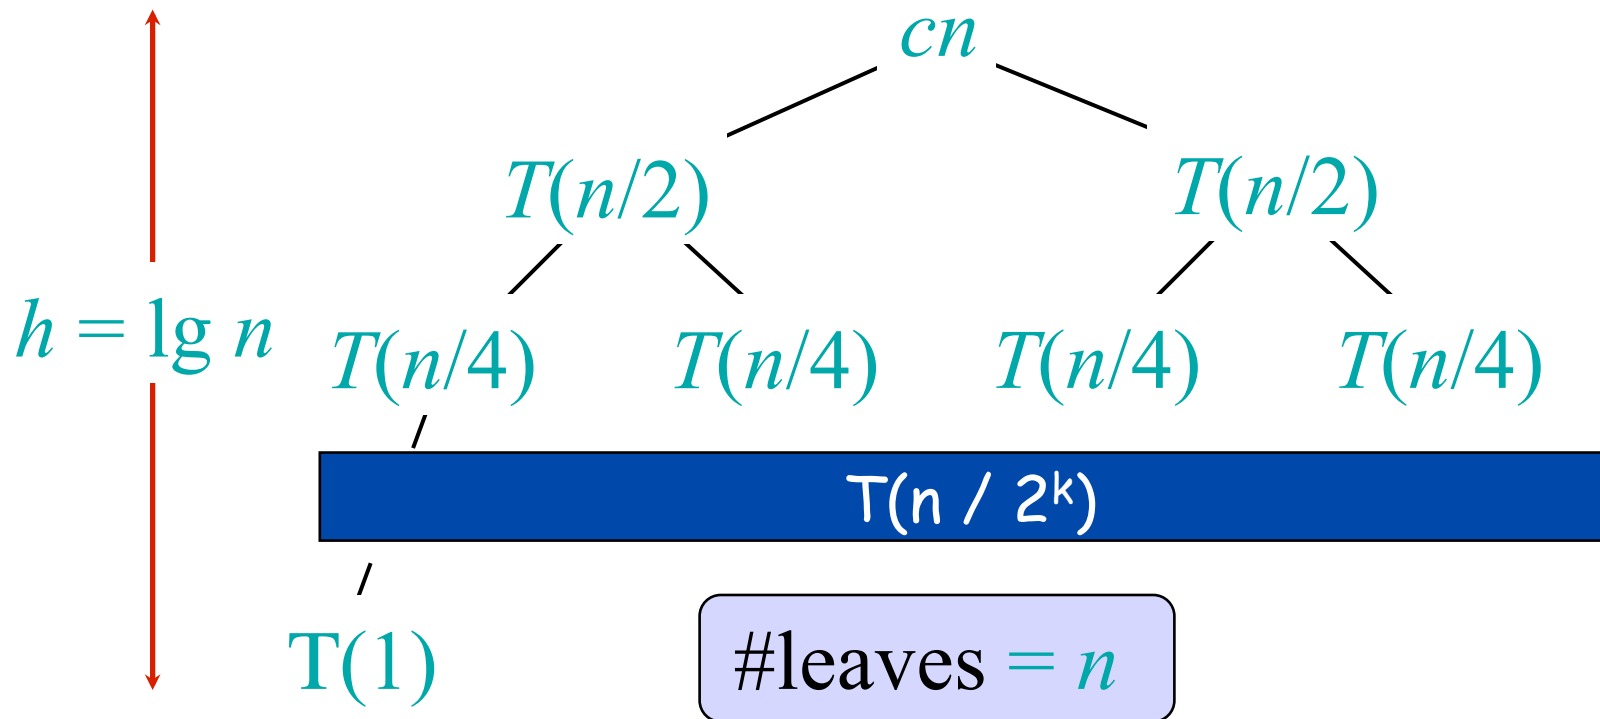 cn
T(n/2) T(n/2)
h = lg n T(n/4) T(n/4) T(n/4) T(n/4)
T(n / 2ᵏ)
T(1) #leaves = n